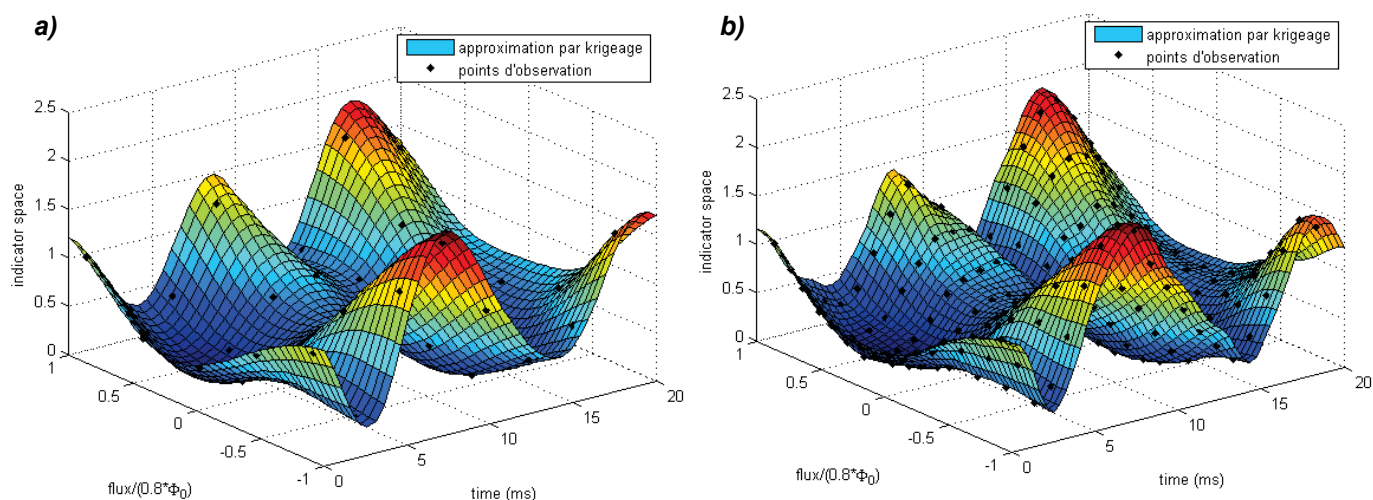 a)
approximation par krigeage
points d'observation
indicator space
2.5
2
1.5
1
0.5
0
1
0.5
0
-0.5
-1
flux/(0.8*Φ₀)
0
5
10
15
20
time (ms)
b)
approximation par krigeage
points d'observation
indicator space
2.5
2
1.5
1
0.5
0
1
0.5
0
-0.5
-1
flux/(0.8*Φ₀)
0
5
10
15
20
time (ms)